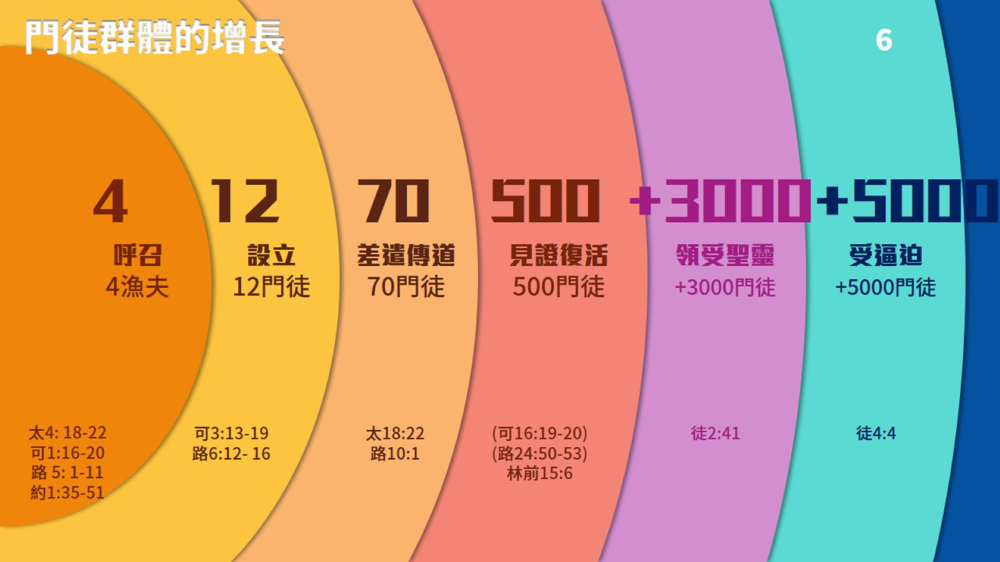 門徒群體的增長
6
4
呼召
4漁夫
太4: 18-22
可1:16-20
路 5: 1-11
約1:35-51
12
設立
12門徒
可3:13-19
路6:12- 16
70
差遣傳道
70門徒
太18:22
路10:1
500
見證復活
500門徒
(可16:19-20)
(路24:50-53)
林前15:6
+3000
領受聖靈
+3000門徒
徒2:41
+5000
受逼迫
+5000門徒
徒4:4